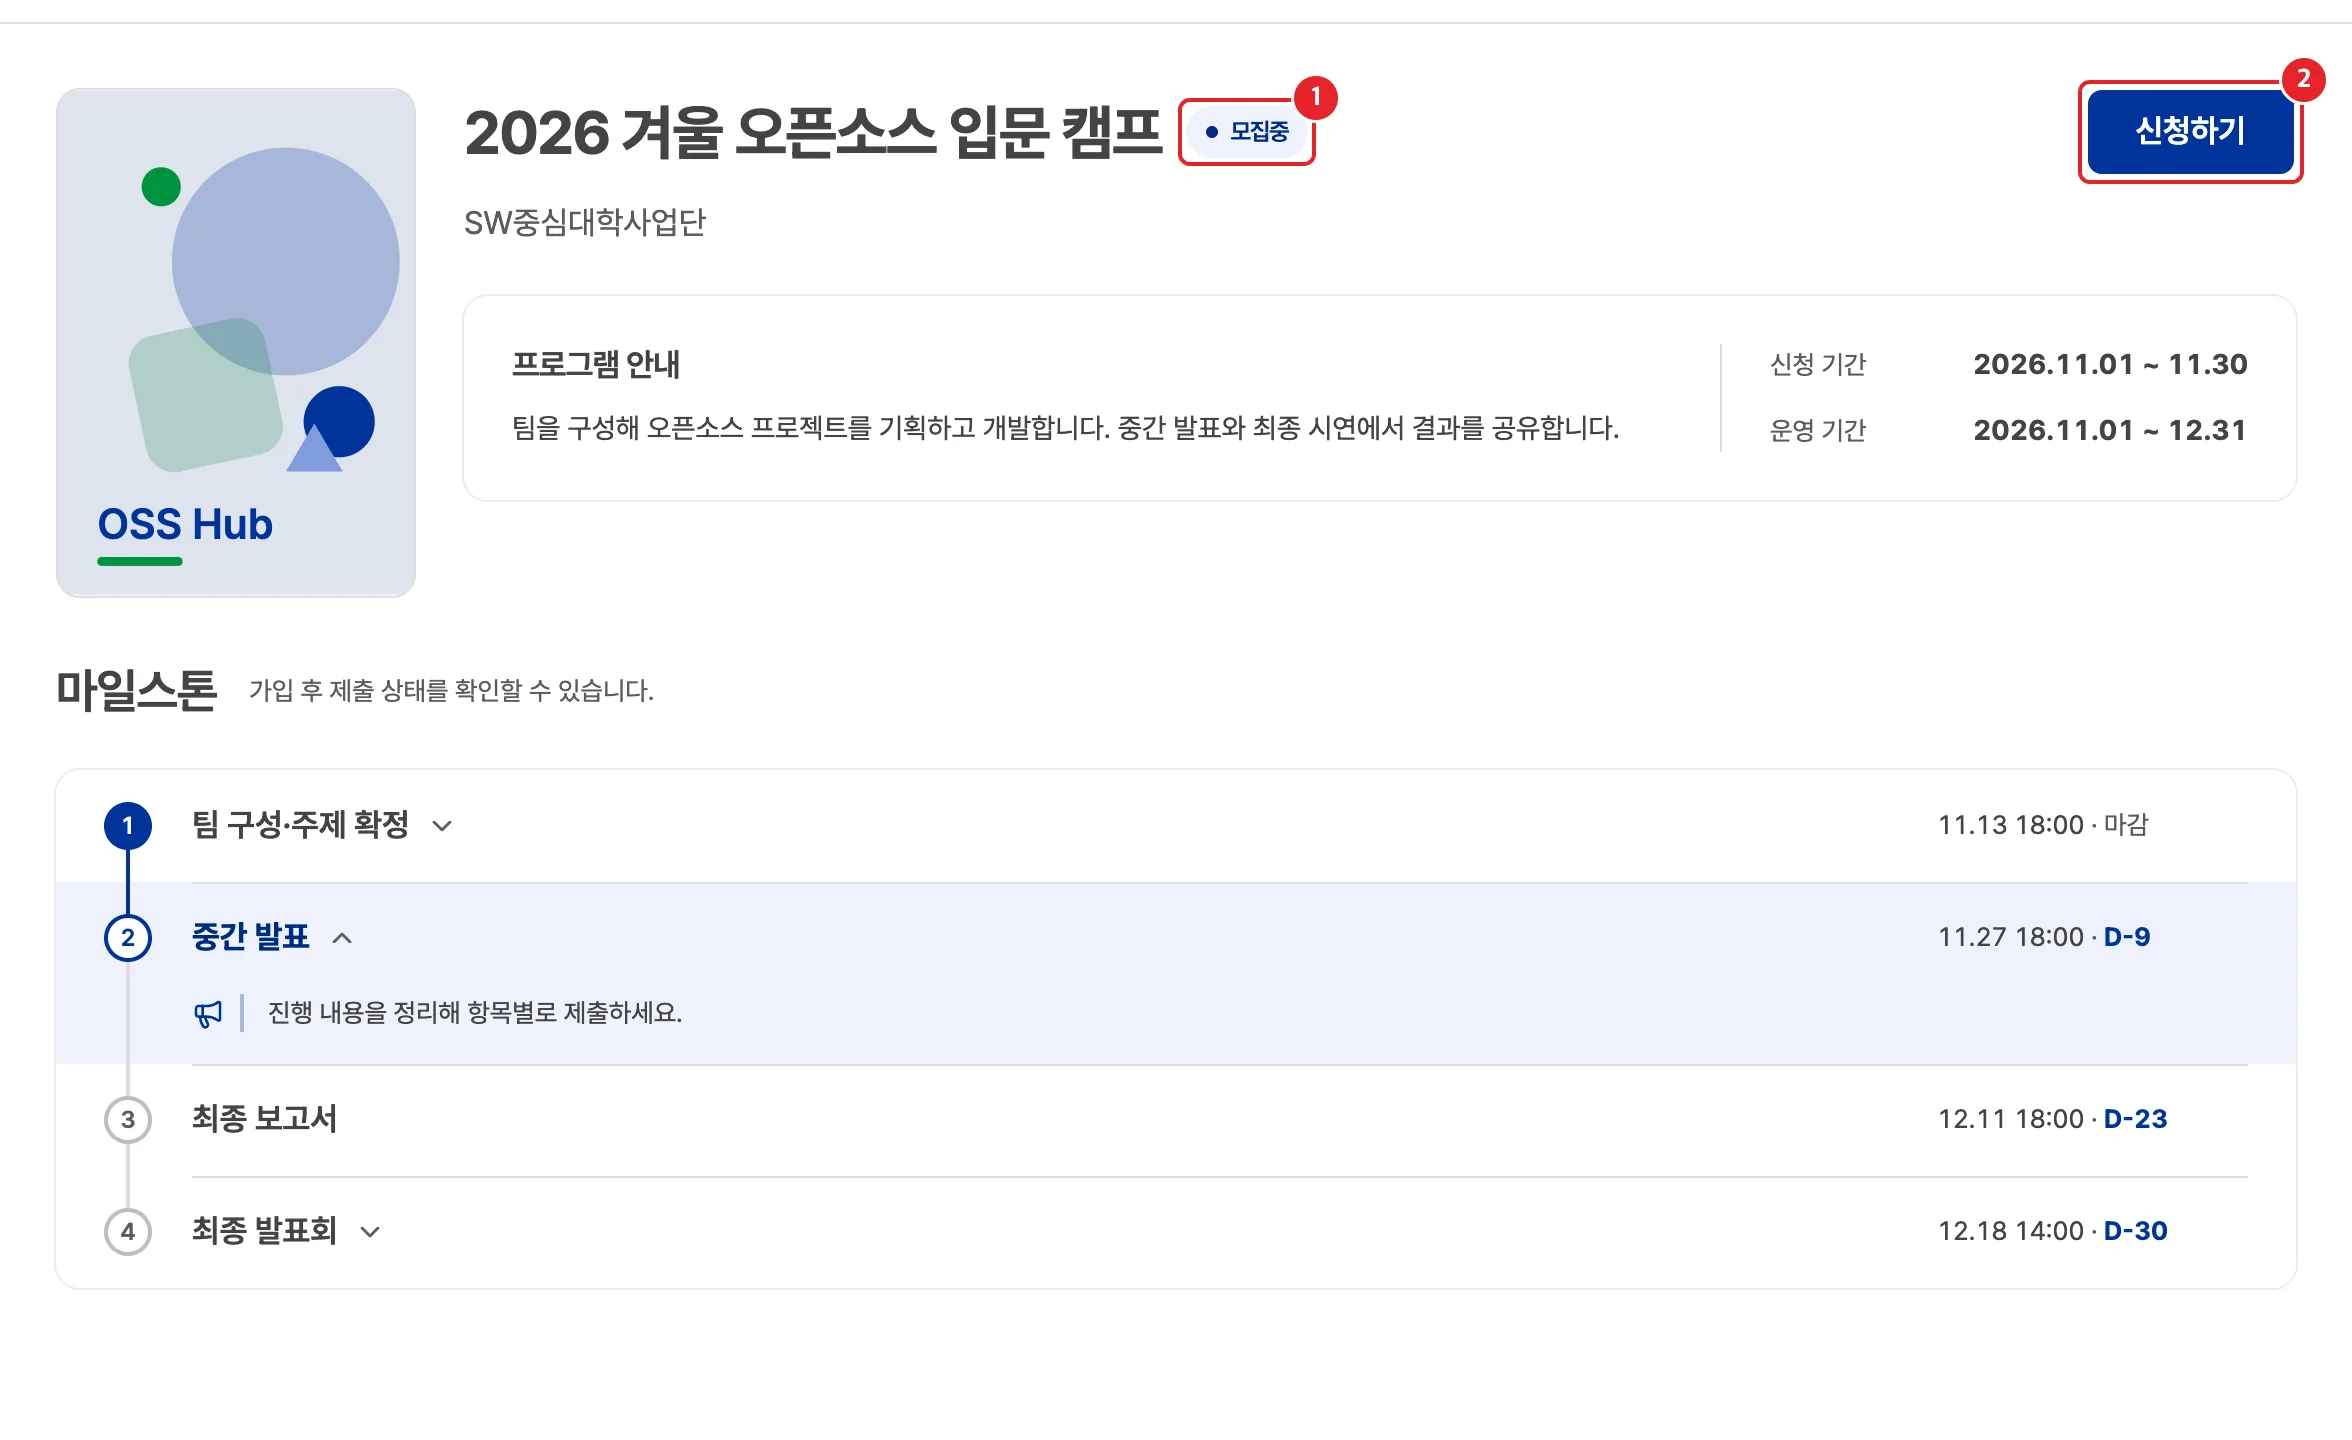 2026 겨울 오픈소스 입문 캠프
모집중
1
신청하기
2
SW중심대학사업단
프로그램 안내
팀을 구성해 오픈소스 프로젝트를 기획하고 개발합니다. 중간 발표와 최종 시연에서 결과를 공유합니다.
신청 기간 2026.11.01 ~ 11.30
운영 기간 2026.11.01 ~ 12.31
OSS Hub
마일스톤 가입 후 제출 상태를 확인할 수 있습니다.
1 팀 구성·주제 확정 11.13 18:00 · 마감
2 중간 발표 11.27 18:00 · D-9
진행 내용을 정리해 항목별로 제출하세요.
3 최종 보고서 12.11 18:00 · D-23
4 최종 발표회 12.18 14:00 · D-30